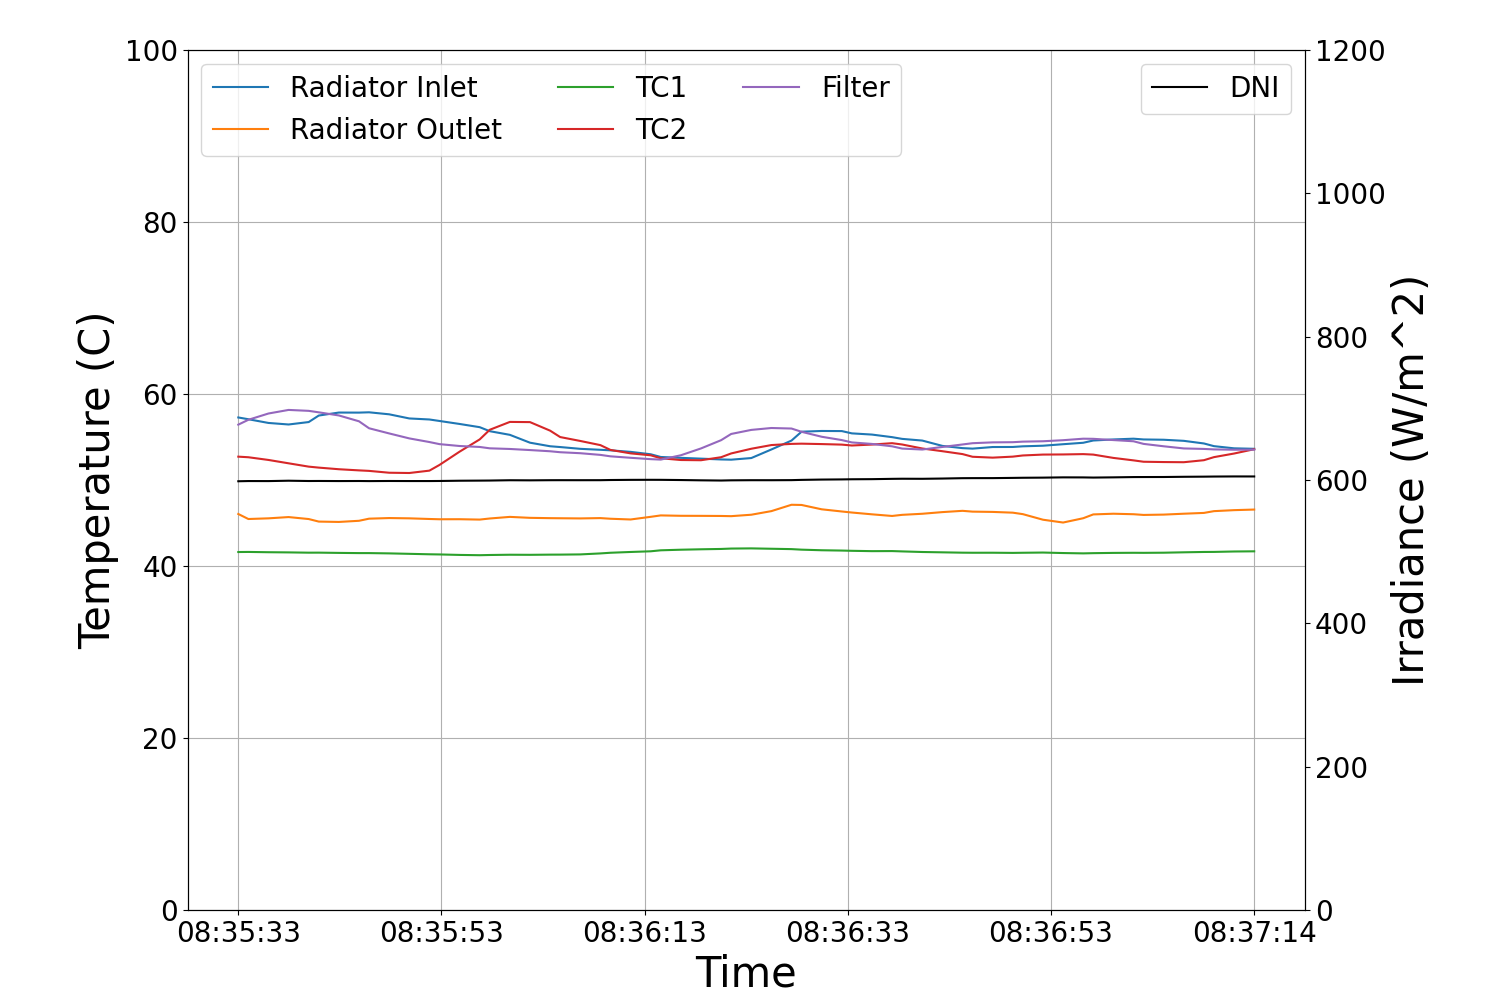 Radiator Inlet
Radiator Outlet
TC1
TC2
Filter
DNI
Temperature (C)
100
80
60
40
20
0
Irradiance (W/m^2)
1200
1000
800
600
400
200
0
08:35:33
08:35:53
08:36:13
08:36:33
08:36:53
08:37:14
Time